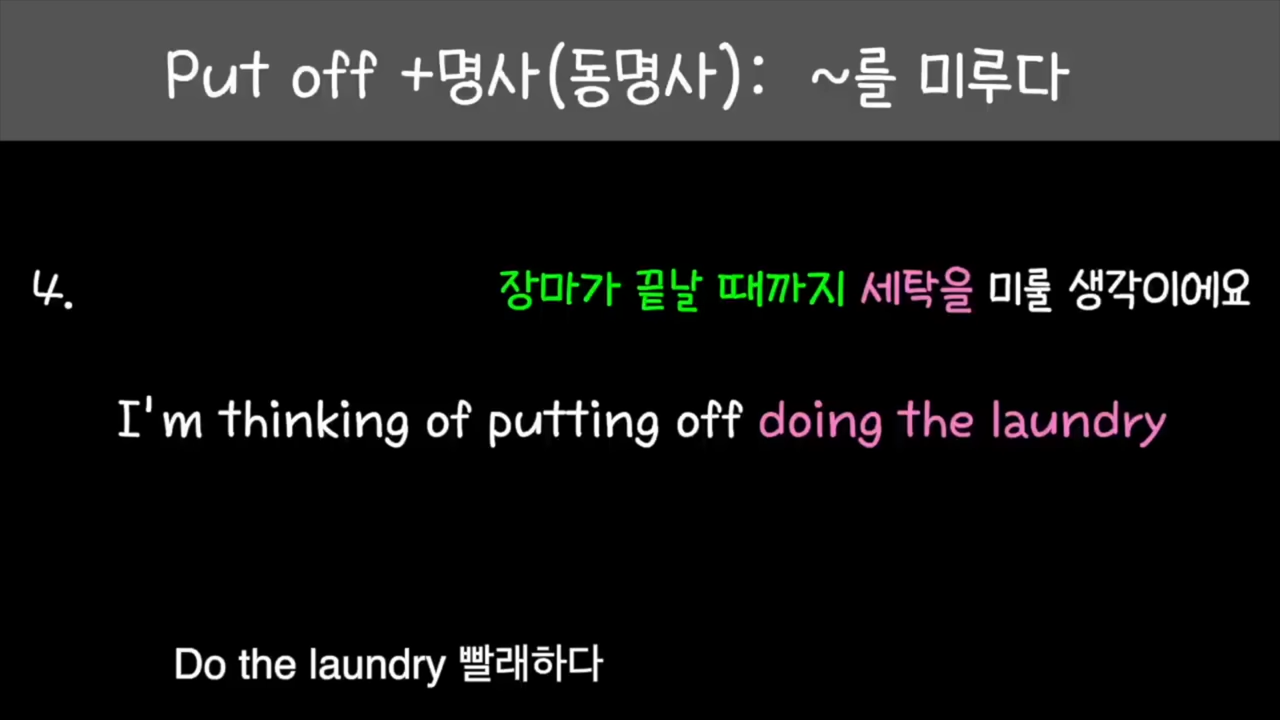 Put off +명사(동명사): ~를 미루다
4. 장마가 끝날 때까지 세탁을 미룰 생각이에요
I'm thinking of putting off doing the laundry
Do the laundry 빨래하다